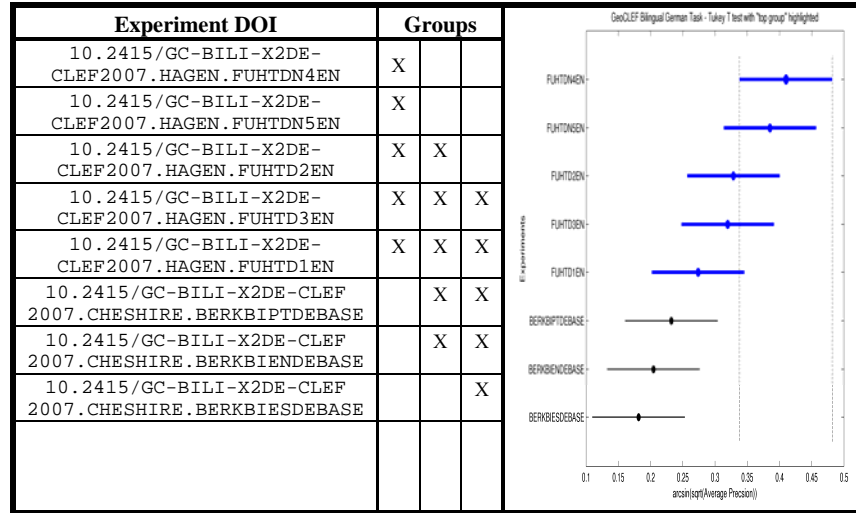 Experiment DOI Groups
10.2415/GC-BILI-X2DE-
CLEF2007.HAGEN.FUHTDN4EN X
10.2415/GC-BILI-X2DE-
CLEF2007.HAGEN.FUHTDN5EN X
10.2415/GC-BILI-X2DE-
CLEF2007.HAGEN.FUHTD2EN X X
10.2415/GC-BILI-X2DE-
CLEF2007.HAGEN.FUHTD3EN X X X
10.2415/GC-BILI-X2DE-
CLEF2007.HAGEN.FUHTD1EN X X X
10.2415/GC-BILI-X2DE-CLEF
2007.CHESHIRE.BERKBIPTDEBASE X X
10.2415/GC-BILI-X2DE-CLEF
2007.CHESHIRE.BERKBIENDEBASE X X
10.2415/GC-BILI-X2DE-CLEF
2007.CHESHIRE.BERKBIESDEBASE X
GeoCLEF Bilingual German Task - Tukey T test with "top group" highlighted
Experiments
FUHTDN4EN
FUHTDN5EN
FUHTD2EN
FUHTD3EN
FUHTD1EN
BERKBIPTDEBASE
BERKBIENDEBASE
BERKBIESDEBASE
0.1 0.15 0.2 0.25 0.3 0.35 0.4 0.45 0.5
arcsin(sqrt(Average Precsion))